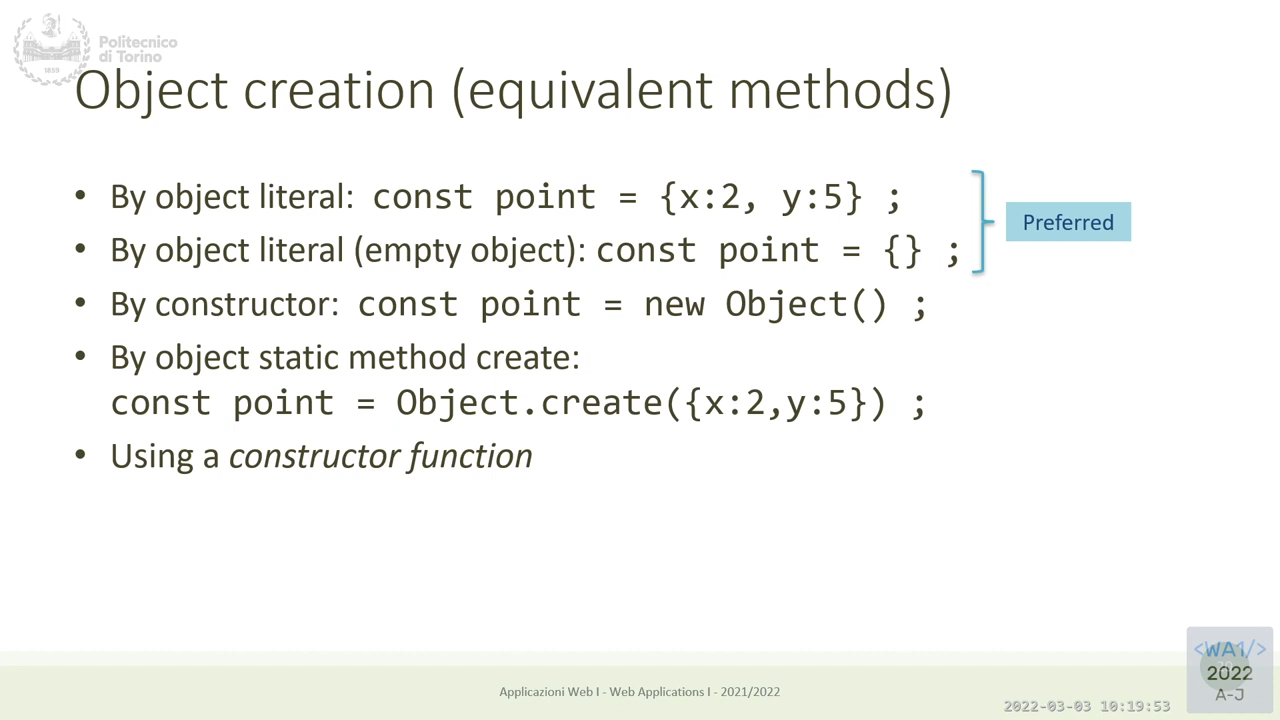 Politecnico
di Torino
1859
Object creation (equivalent methods)
• By object literal: const point = {x:2, y:5} ;
• By object literal (empty object): const point = {} ;
Preferred
• By constructor: const point = new Object() ;
• By object static method create:
const point = Object.create({x:2,y:5}) ;
• Using a constructor function
Applicazioni Web I - Web Applications I - 2021/2022
2022-03-03 10:19:53
<WA1/>
2022
A-J